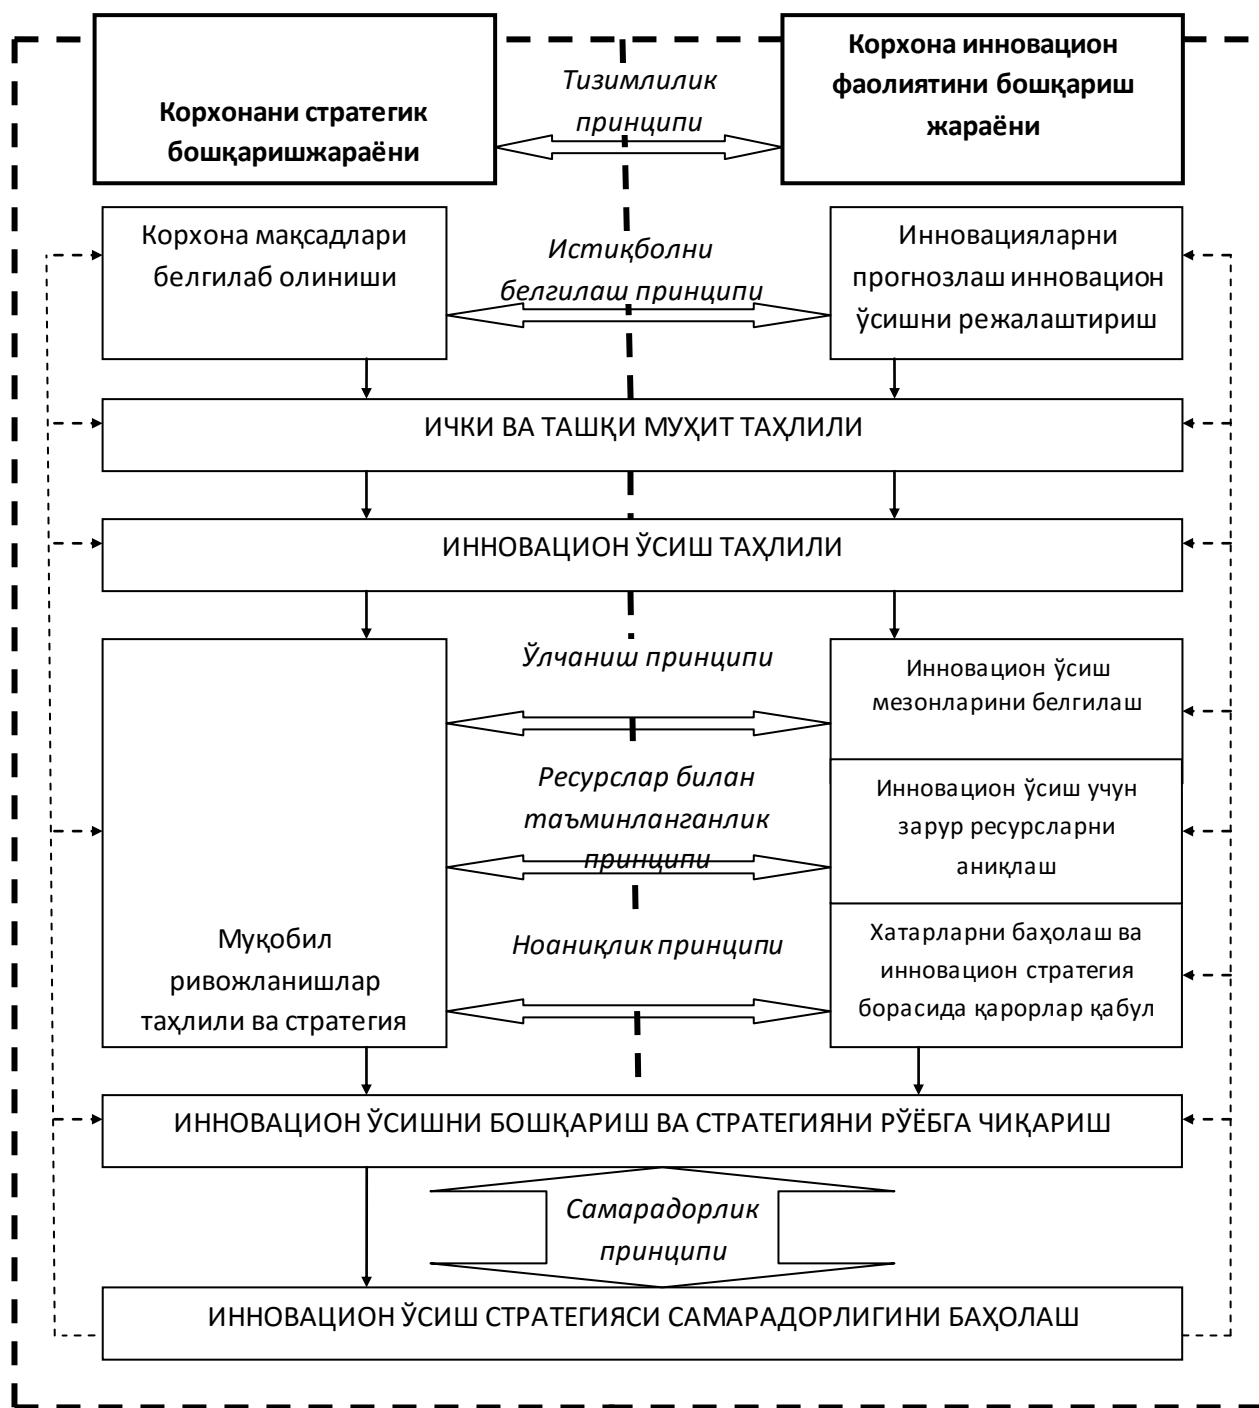 Корхонани стратегик
бошқаришжараёни
Тизимлилик
принципи
Корхона инновацион
фаолиятини бошқариш
жараёни
Корхона мақсадлари
белгилаб олиниши
Истиқболни
белгилаш принципи
Инновацияларни
прогнозлаш инновацион
ўсишни режалаштириш
ИЧКИ ВА ТАШҚИ МУҲИТ ТАҲЛИЛИ
ИННОВАЦИОН ЎСИШ ТАҲЛИЛИ
Муқобил
ривожланишлар
таҳлили ва стратегия
Ўлчаниш принципи
Ресурслар билан
таъминланганлик
принципи
Ноаниқлик принципи
Инновацион ўсиш
мезонларини белгилаш
Инновацион ўсиш учун
зарур ресурсларни
аниқлаш
Хатарларни баҳолаш ва
инновацион стратегия
борасида қарорлар қабул
ИННОВАЦИОН ЎСИШНИ БОШҚАРИШ ВА СТРАТЕГИЯНИ РЎЁБГА ЧИҚАРИШ
Самарадорлик
принципи
ИННОВАЦИОН ЎСИШ СТРАТЕГИЯСИ САМАРАДОРЛИГИНИ БАҲОЛАШ